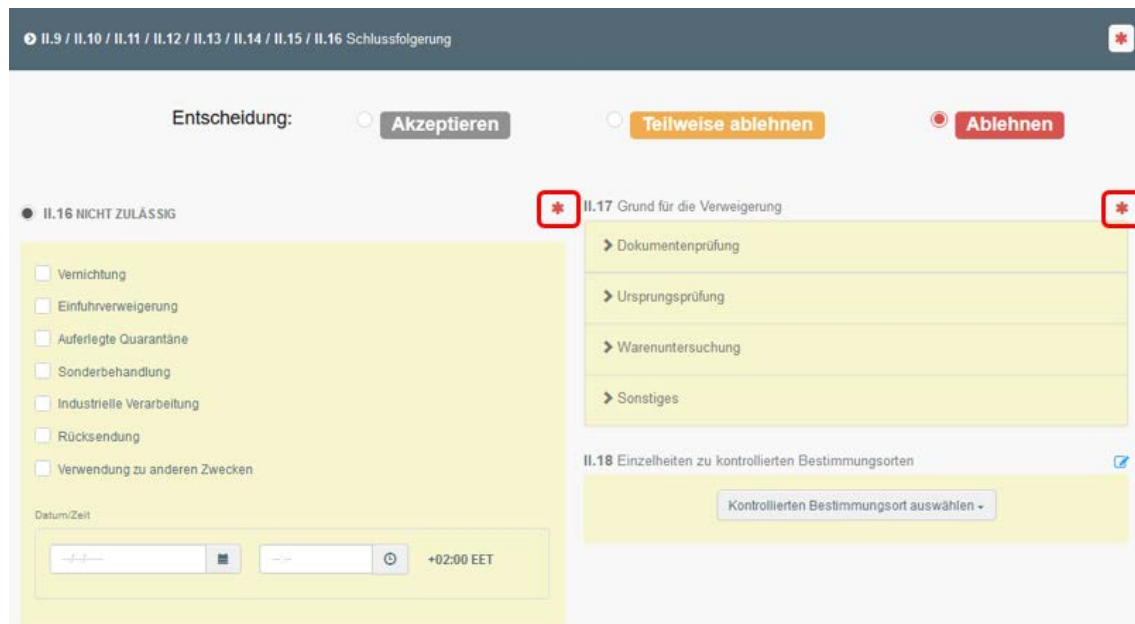 II.9 / II.10 / II.11 / II.12 / II.13 / II.14 / II.15 / II.16 Schlussfolgerung
Entscheidung: Akzeptieren Teilweise ablehnen Ablehnen
II.16 NICHT ZULÄSSIG
Vernichtung
Einfuhrverweigerung
Auferlegte Quarantäne
Sonderbehandlung
Industrielle Verarbeitung
Rücksendung
Verwendung zu anderen Zwecken
Datum/Zeit
--/--/---- --:-- +02:00 EET
II.17 Grund für die Verweigerung
Dokumentenprüfung
Ursprungsprüfung
Warenuntersuchung
Sonstiges
II.18 Einzelheiten zu kontrollierten Bestimmungsorten
Kontrollierten Bestimmungsort auswählen